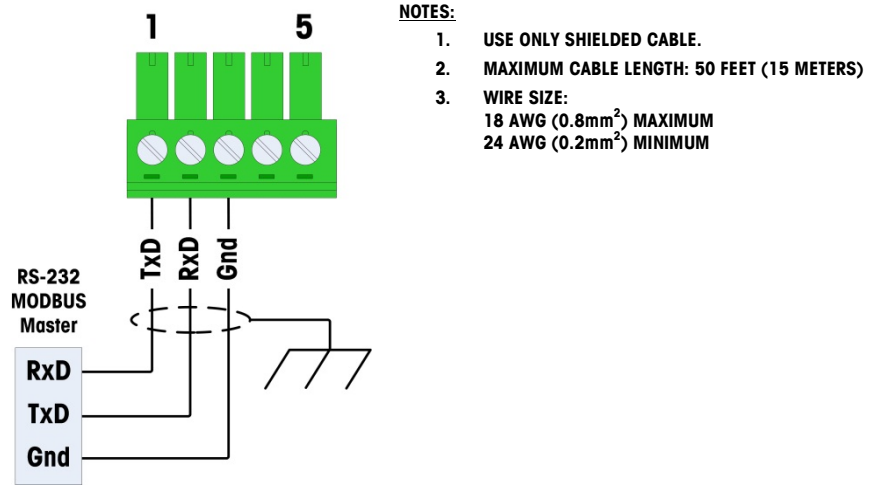 1 5
TxD
RxD
Gnd
RS-232
MODBUS
Master
RxD
TxD
Gnd
NOTES:
1. USE ONLY SHIELDED CABLE.
2. MAXIMUM CABLE LENGTH: 50 FEET (15 METERS)
3. WIRE SIZE:
18 AWG (0.8mm²) MAXIMUM
24 AWG (0.2mm²) MINIMUM